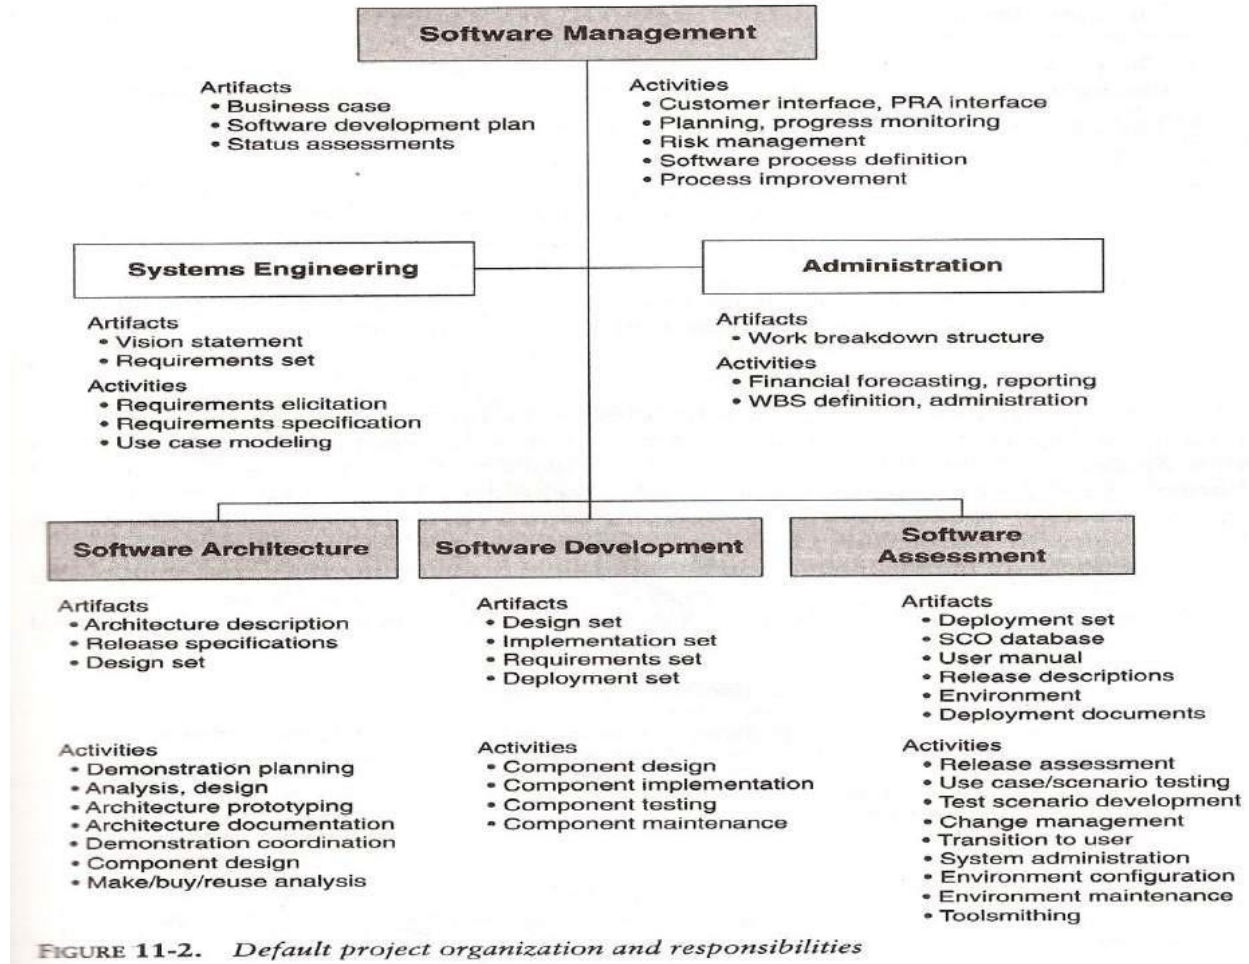 Software Management
Artifacts
• Business case
• Software development plan
• Status assessments
Activities
• Customer interface, PRA interface
• Planning, progress monitoring
• Risk management
• Software process definition
• Process improvement
Systems Engineering
Artifacts
• Vision statement
• Requirements set
Activities
• Requirements elicitation
• Requirements specification
• Use case modeling
Administration
Artifacts
• Work breakdown structure
Activities
• Financial forecasting, reporting
• WBS definition, administration
Software Architecture
Artifacts
• Architecture description
• Release specifications
• Design set
Activities
• Demonstration planning
• Analysis, design
• Architecture prototyping
• Architecture documentation
• Demonstration coordination
• Component design
• Make/buy/reuse analysis
Software Development
Artifacts
• Design set
• Implementation set
• Requirements set
• Deployment set
Activities
• Component design
• Component implementation
• Component testing
• Component maintenance
Software
Assessment
Artifacts
• Deployment set
• SCO database
• User manual
• Release descriptions
• Environment
• Deployment documents
Activities
• Release assessment
• Use case/scenario testing
• Test scenario development
• Change management
• Transition to user
• System administration
• Environment configuration
• Environment maintenance
• Toolsmithing
FIGURE 11-2. Default project organization and responsibilities